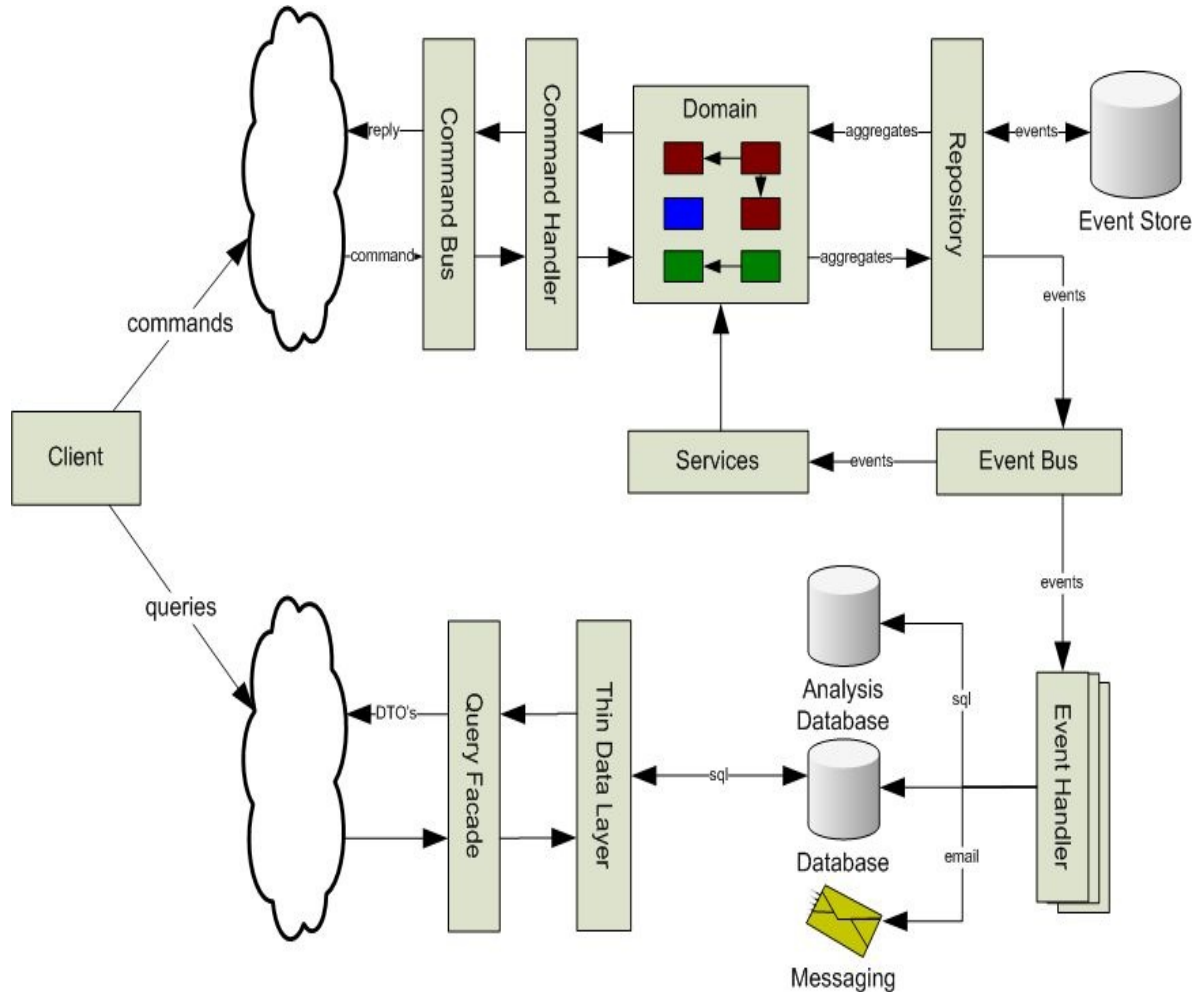 Domain
Command Bus
Command Handler
Repository
reply
aggregates
events
Event Store
command
aggregates
events
commands
Client
Services
events
Event Bus
queries
events
Analysis
Database
sql
Query Facade
Thin Data Layer
Event Handler
DTO's
sql
Database
email
Messaging